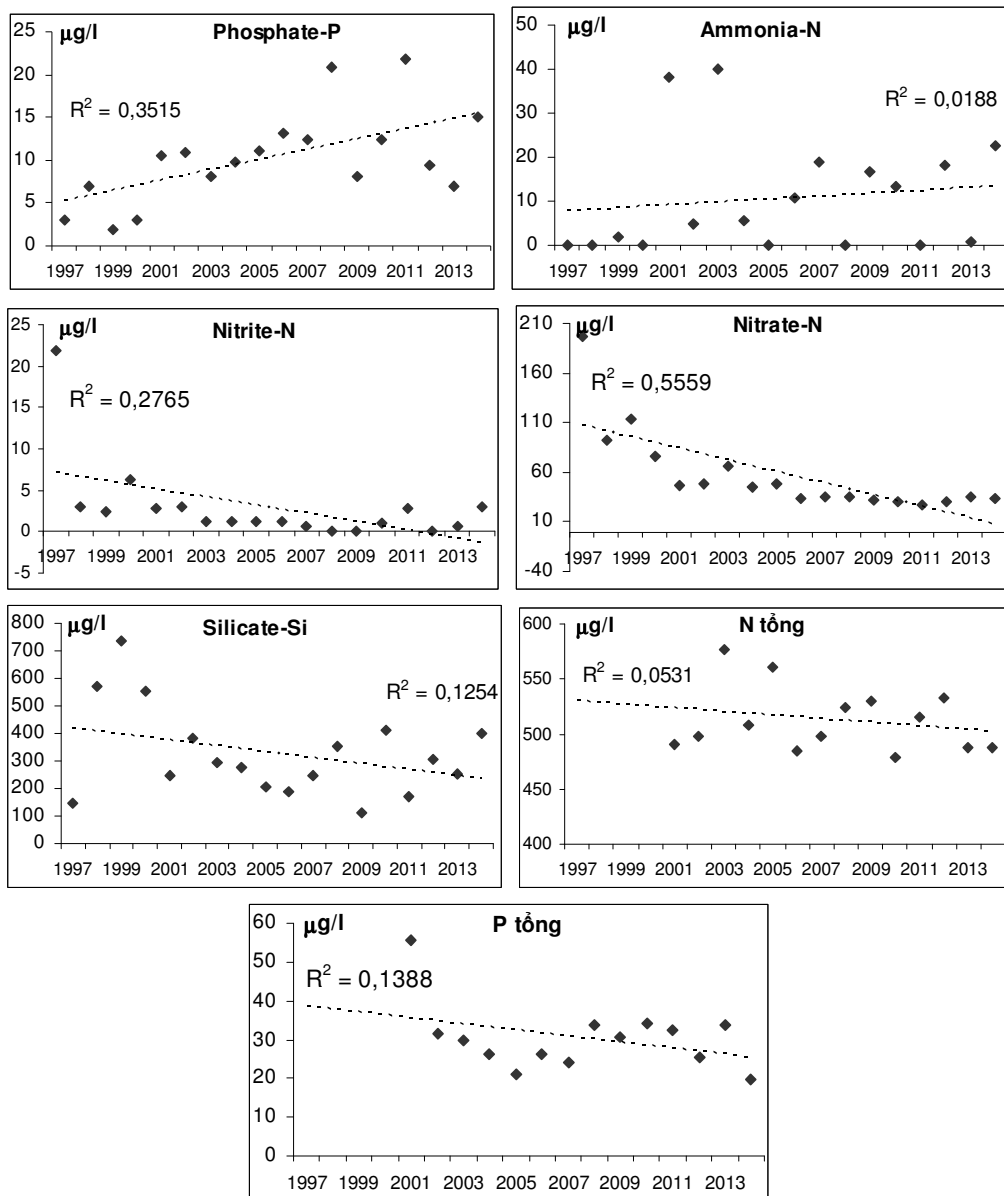 Phosphate-P
μg/l
25
20
15
10
5
0
R² = 0,3515
1997 1999 2001 2003 2005 2007 2009 2011 2013
Ammonia-N
μg/l
50
40
30
20
10
0
R² = 0,0188
1997 1999 2001 2003 2005 2007 2009 2011 2013
Nitrite-N
μg/l
25
20
15
10
5
0
-5
R² = 0,2765
1997 1999 2001 2003 2005 2007 2009 2011 2013
Nitrate-N
μg/l
210
160
110
60
10
-40
R² = 0,5559
1997 1999 2001 2003 2005 2007 2009 2011 2013
Silicate-Si
μg/l
800
700
600
500
400
300
200
100
0
R² = 0,1254
1997 1999 2001 2003 2005 2007 2009 2011 2013
N tổng
μg/l
600
550
500
450
400
R² = 0,0531
1997 1999 2001 2003 2005 2007 2009 2011 2013
P tổng
μg/l
60
50
40
30
20
10
0
R² = 0,1388
1997 1999 2001 2003 2005 2007 2009 2011 2013